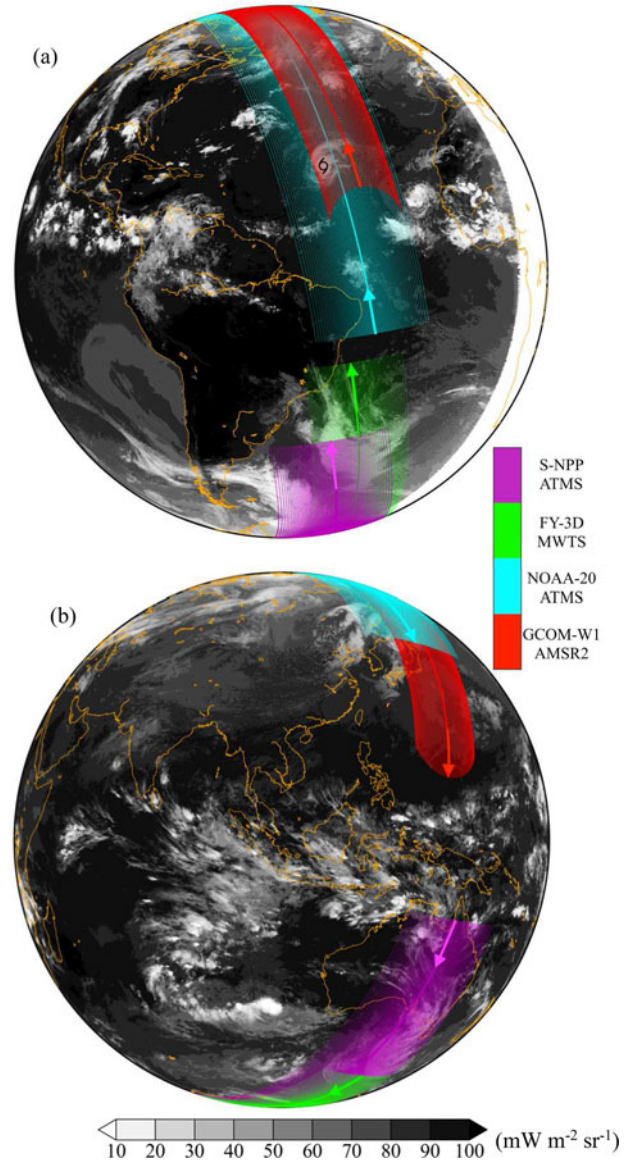 (a)
S-NPP
ATMS
FY-3D
MWTS
NOAA-20
ATMS
GCOM-W1
AMSR2
(b)
10 20 30 40 50 60 70 80 90 100 (mW m⁻² sr⁻¹)